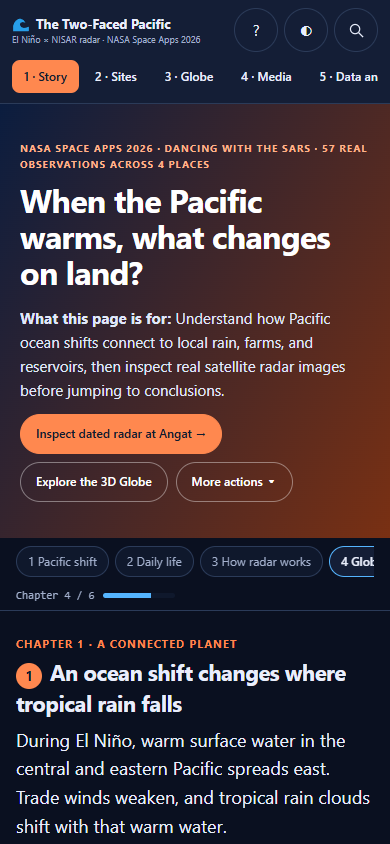 The Two-Faced Pacific
El Niño × NISAR radar · NASA Space Apps 2026
?
1 · Story
2 · Sites
3 · Globe
4 · Media
5 · Data an
NASA SPACE APPS 2026 · DANCING WITH THE SARS · 57 REAL
OBSERVATIONS ACROSS 4 PLACES
When the Pacific
warms, what changes
on land?
What this page is for: Understand how Pacific
ocean shifts connect to local rain, farms, and
reservoirs, then inspect real satellite radar images
before jumping to conclusions.
Inspect dated radar at Angat →
Explore the 3D Globe
More actions
1 Pacific shift
2 Daily life
3 How radar works
4 Glob
Chapter 4 / 6
CHAPTER 1 · A CONNECTED PLANET
1 An ocean shift changes where
tropical rain falls
During El Niño, warm surface water in the
central and eastern Pacific spreads east.
Trade winds weaken, and tropical rain clouds
shift with that warm water.